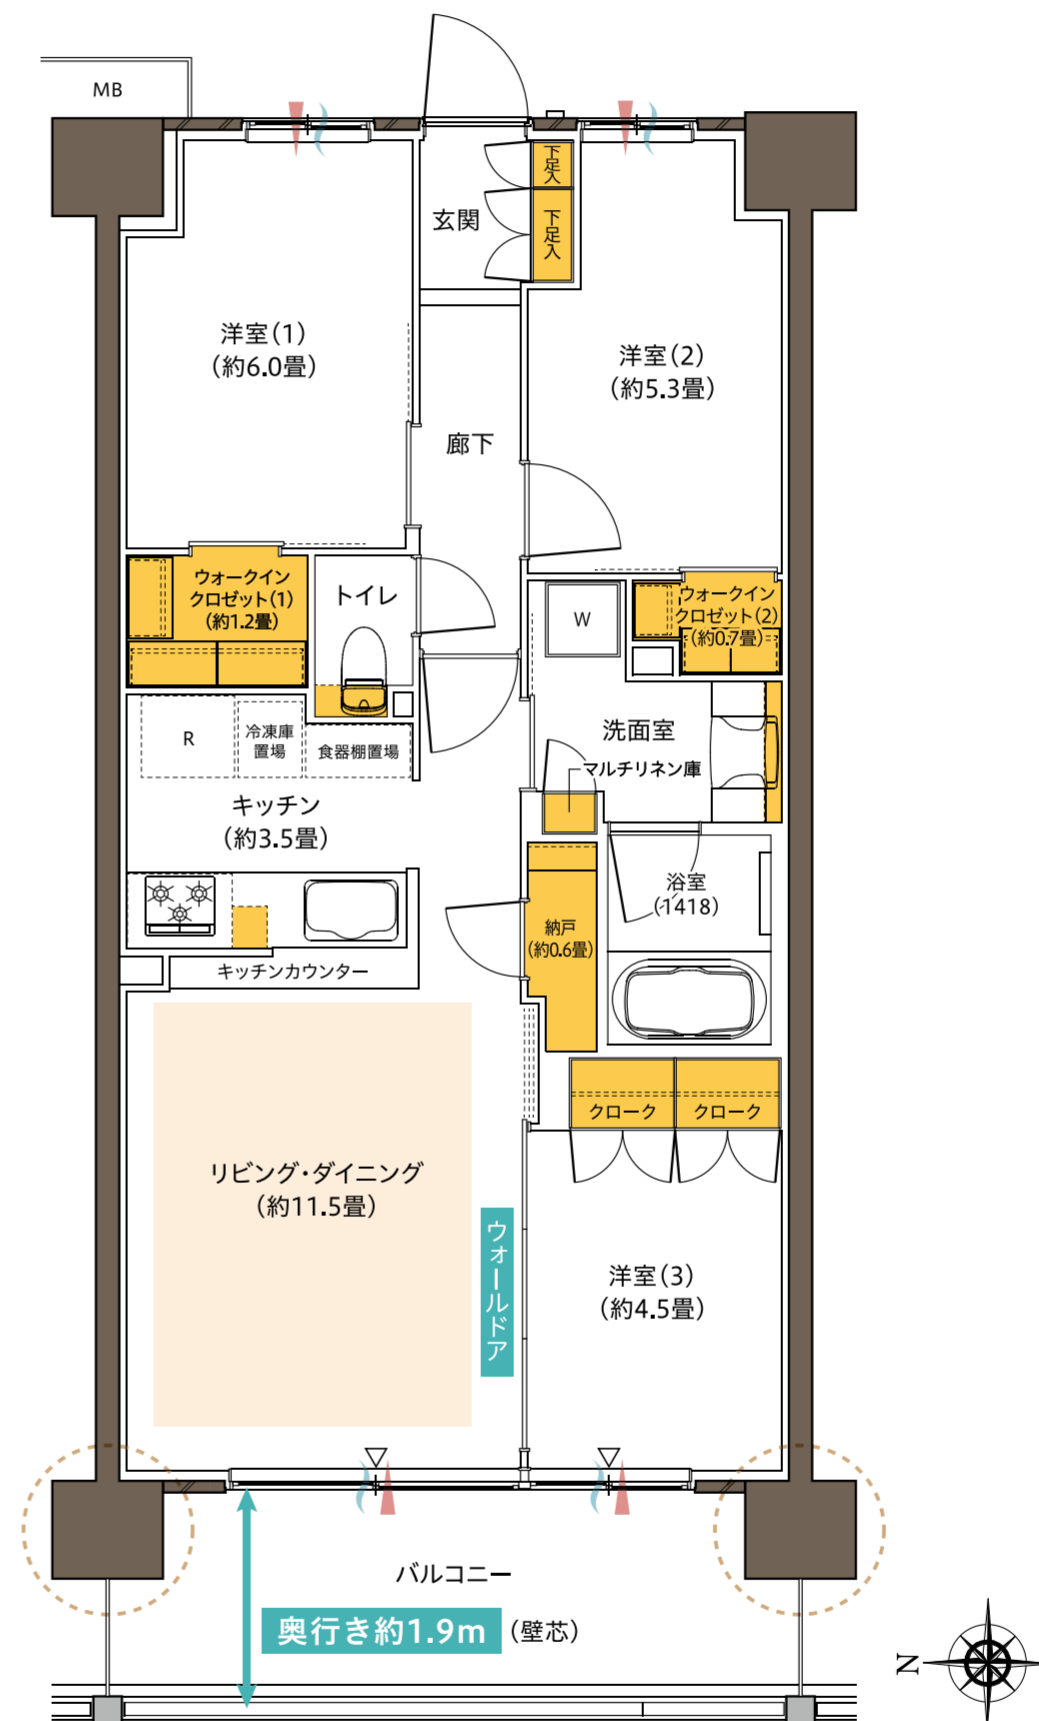 MB
下足入
下足入
玄関
洋室(1)
(約6.0畳)
洋室(2)
(約5.3畳)
廊下
ウォークイン
クロゼット(1)
(約1.2畳)
トイレ
W
ウォークイン
クロゼット(2)
(約0.7畳)
R
冷凍庫
置場
食器棚置場
洗面室
マルチリネン庫
キッチン
(約3.5畳)
浴室
(1418)
納戸
(約0.6畳)
キッチンカウンター
クローク
クローク
リビング・ダイニング
(約11.5畳)
ウォールドア
洋室(3)
(約4.5畳)
バルコニー
奥行き約1.9m (壁芯)
N